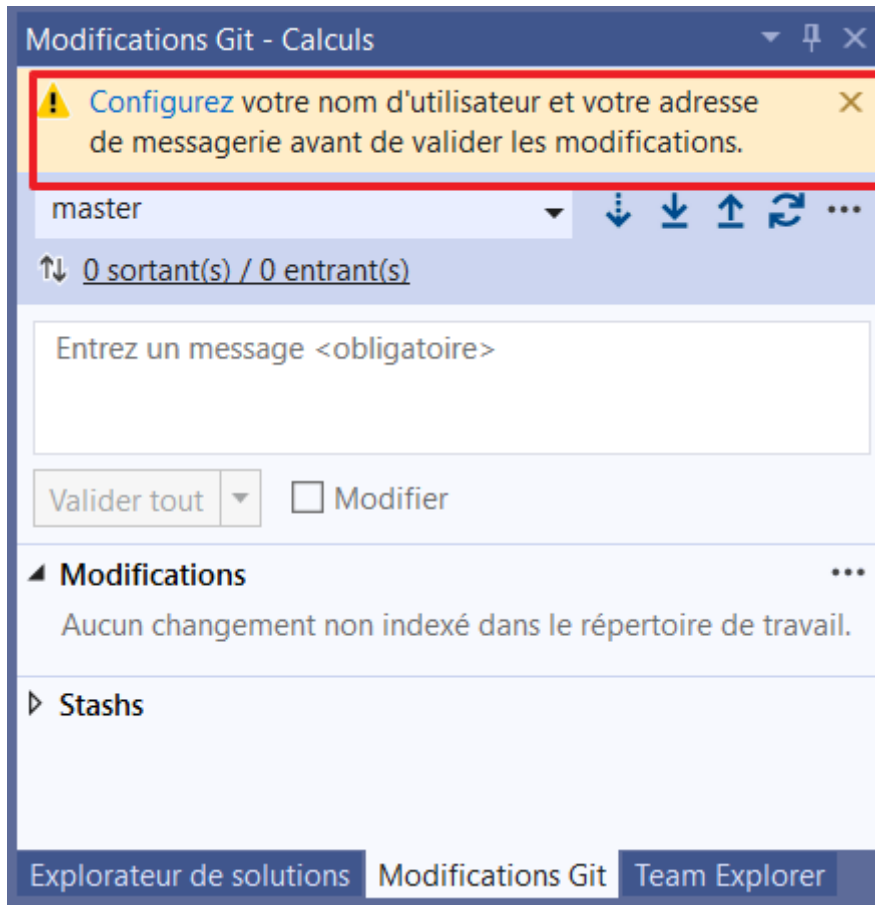 Modifications Git - Calculs
Configurez votre nom d'utilisateur et votre adresse
de messagerie avant de valider les modifications.
master
0 sortant(s) / 0 entrant(s)
Entrez un message <obligatoire>
Valider tout Modifier
Modifications
Aucun changement non indexé dans le répertoire de travail.
Stashs
Explorateur de solutions Modifications Git Team Explorer